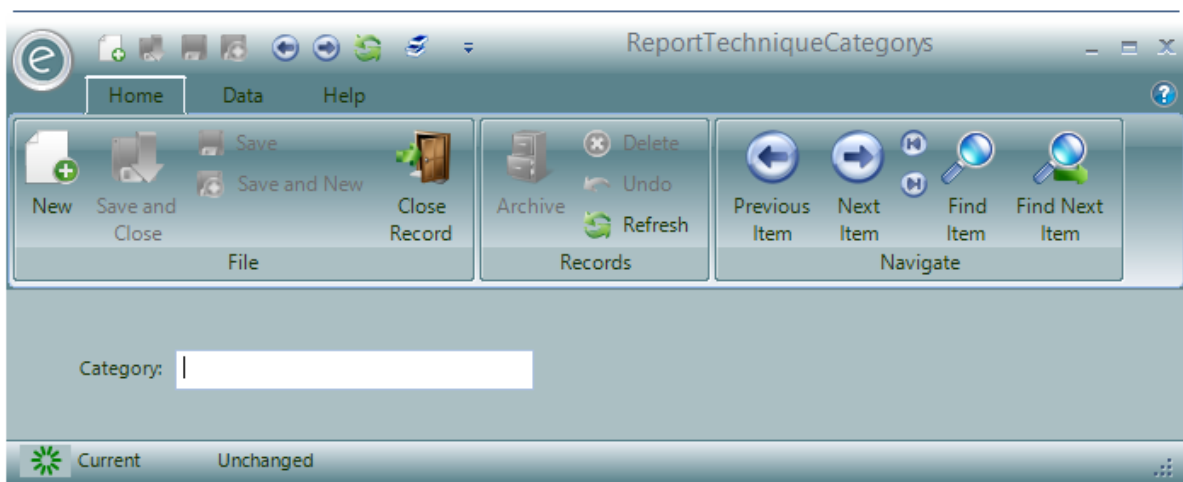 e
ReportTechniqueCategorys
Home Data Help
New
Save and
Close
Save
Save and New
Close
Record
File
Archive
Delete
Undo
Refresh
Records
Previous
Item
Next
Item
Find
Item
Find Next
Item
Navigate
Category:
Current Unchanged